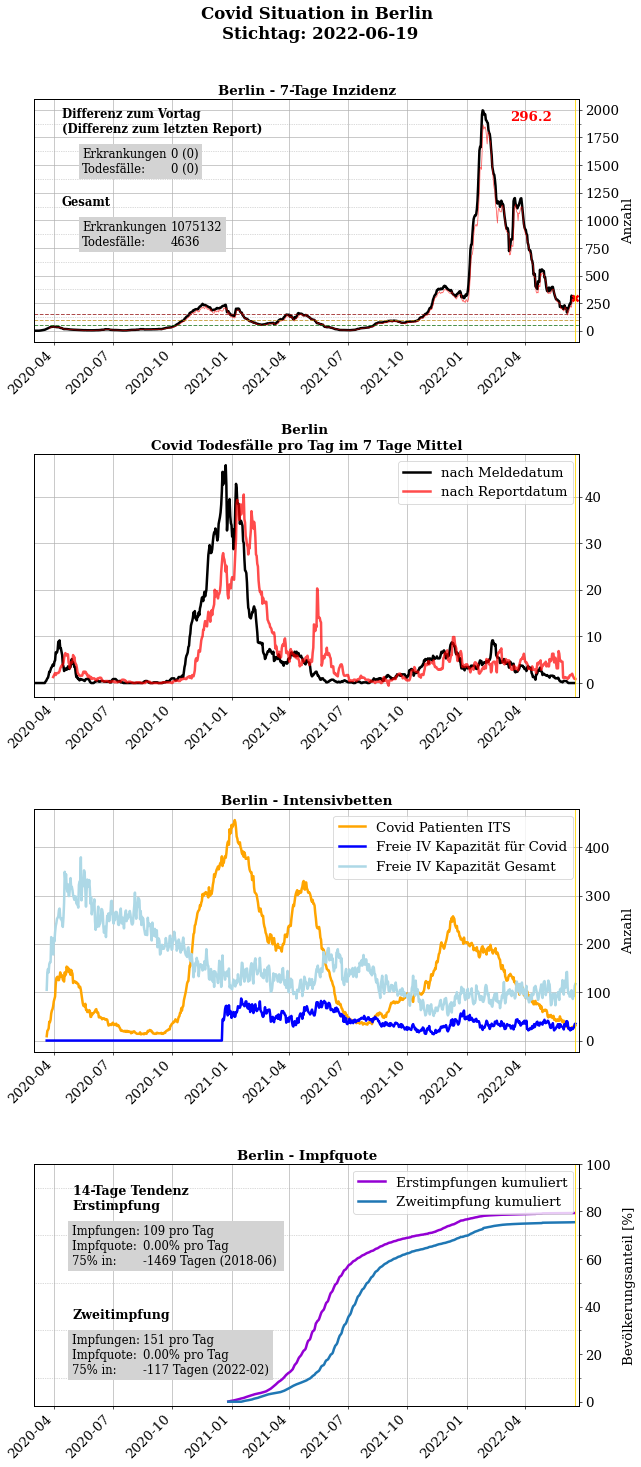 Covid Situation in Berlin
Stichtag: 2022-06-19
Berlin - 7-Tage Inzidenz
Differenz zum Vortag
(Differenz zum letzten Report)
Erkrankungen 0 (0)
Todesfälle: 0 (0)
Gesamt
Erkrankungen 1075132
Todesfälle: 4636
296.2
2000
1750
1500
1250
1000
750
500
250
0
Anzahl
2020-04
2020-07
2020-10
2021-01
2021-04
2021-07
2021-10
2022-01
2022-04
Berlin
Covid Todesfälle pro Tag im 7 Tage Mittel
nach Meldedatum
nach Reportdatum
40
30
20
10
0
2020-04
2020-07
2020-10
2021-01
2021-04
2021-07
2021-10
2022-01
2022-04
Berlin - Intensivbetten
Covid Patienten ITS
Freie IV Kapazität für Covid
Freie IV Kapazität Gesamt
400
300
200
100
0
Anzahl
2020-04
2020-07
2020-10
2021-01
2021-04
2021-07
2021-10
2022-01
2022-04
Berlin - Impfquote
14-Tage Tendenz
Erstimpfung
Impfungen: 109 pro Tag
Impfquote: 0.00% pro Tag
75% in: -1469 Tagen (2018-06)
Zweitimpfung
Impfungen: 151 pro Tag
Impfquote: 0.00% pro Tag
75% in: -117 Tagen (2022-02)
Erstimpfungen kumuliert
Zweitimpfung kumuliert
100
80
60
40
20
0
Bevölkerungsanteil [%]
2020-04
2020-07
2020-10
2021-01
2021-04
2021-07
2021-10
2022-01
2022-04